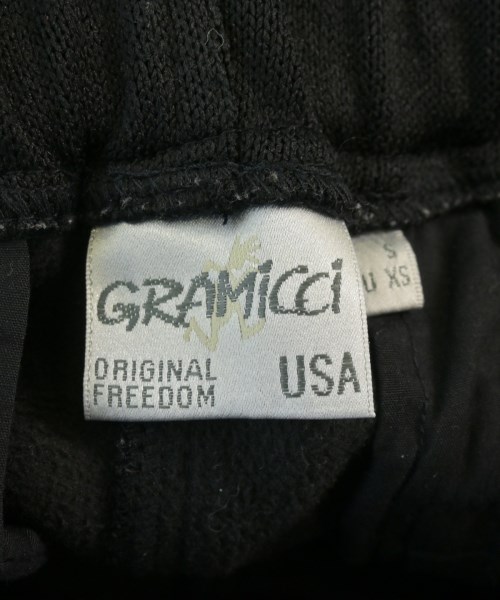 GRAMiCCi
ORIGINAL
FREEDOM
USA
S
U XS